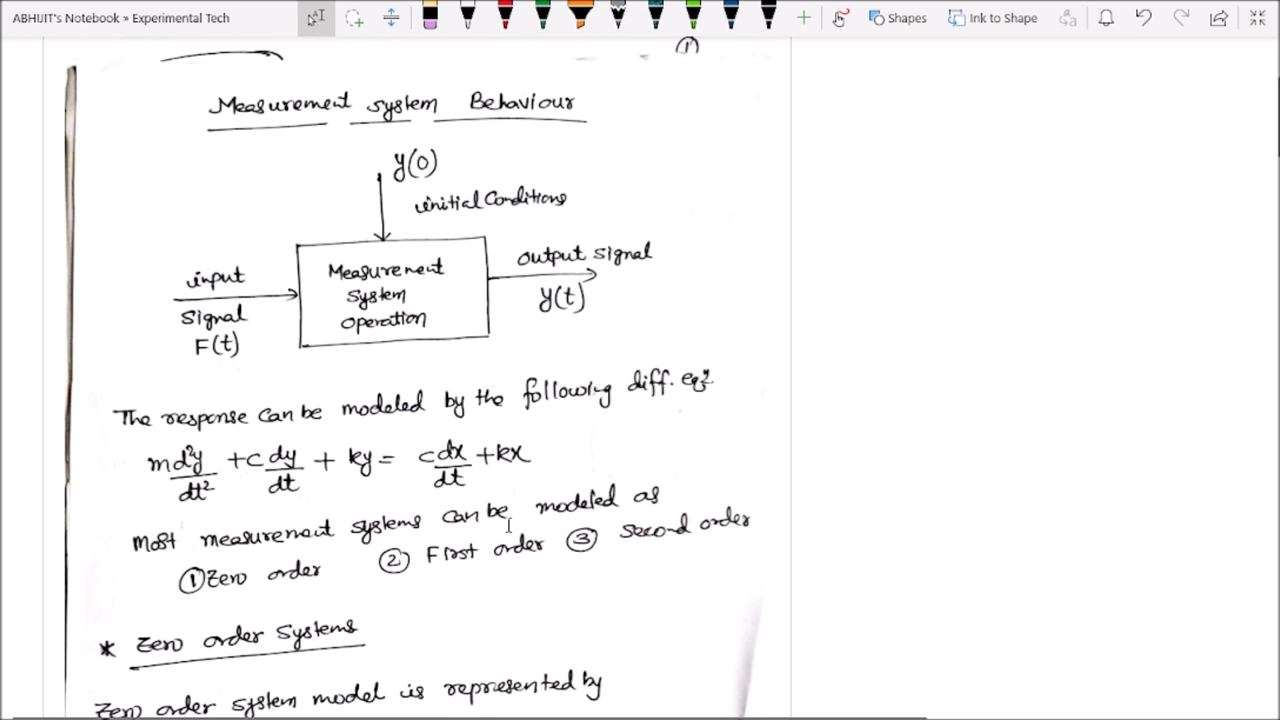 ABHIJIT's Notebook » Experimental Tech
Shapes
Ink to Shape
①
Measurement system Behaviour
y(0)
initial Conditions
input
Signal
F(t)
Measurement
System
Operation
output signal
y(t)
The response can be modeled by the following diff. eqⁿ
md²y/dt² + c dy/dt + ky = c dx/dt + kx
Most measurement systems can be modeled as
① Zero order ② First order ③ Second order
* Zero order Systems
Zero order system model is represented by